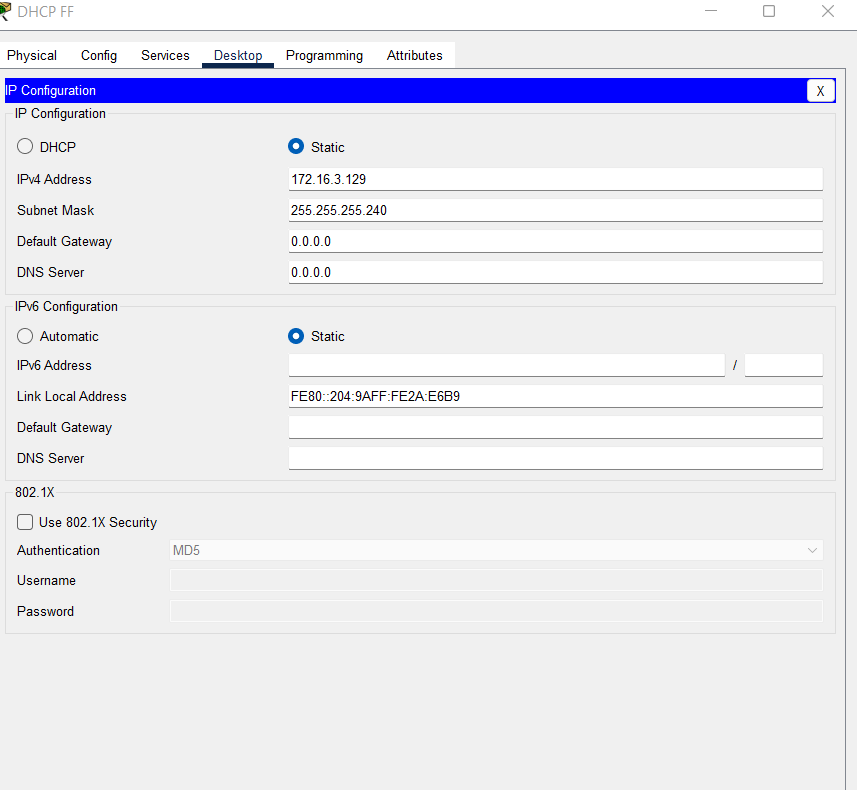 DHCP FF
Physical Config Services Desktop Programming Attributes
IP Configuration X
IP Configuration
DHCP Static
IPv4 Address 172.16.3.129
Subnet Mask 255.255.255.240
Default Gateway 0.0.0.0
DNS Server 0.0.0.0
IPv6 Configuration
Automatic Static
IPv6 Address /
Link Local Address FE80::204:9AFF:FE2A:E6B9
Default Gateway
DNS Server
802.1X
Use 802.1X Security
Authentication MD5
Username
Password